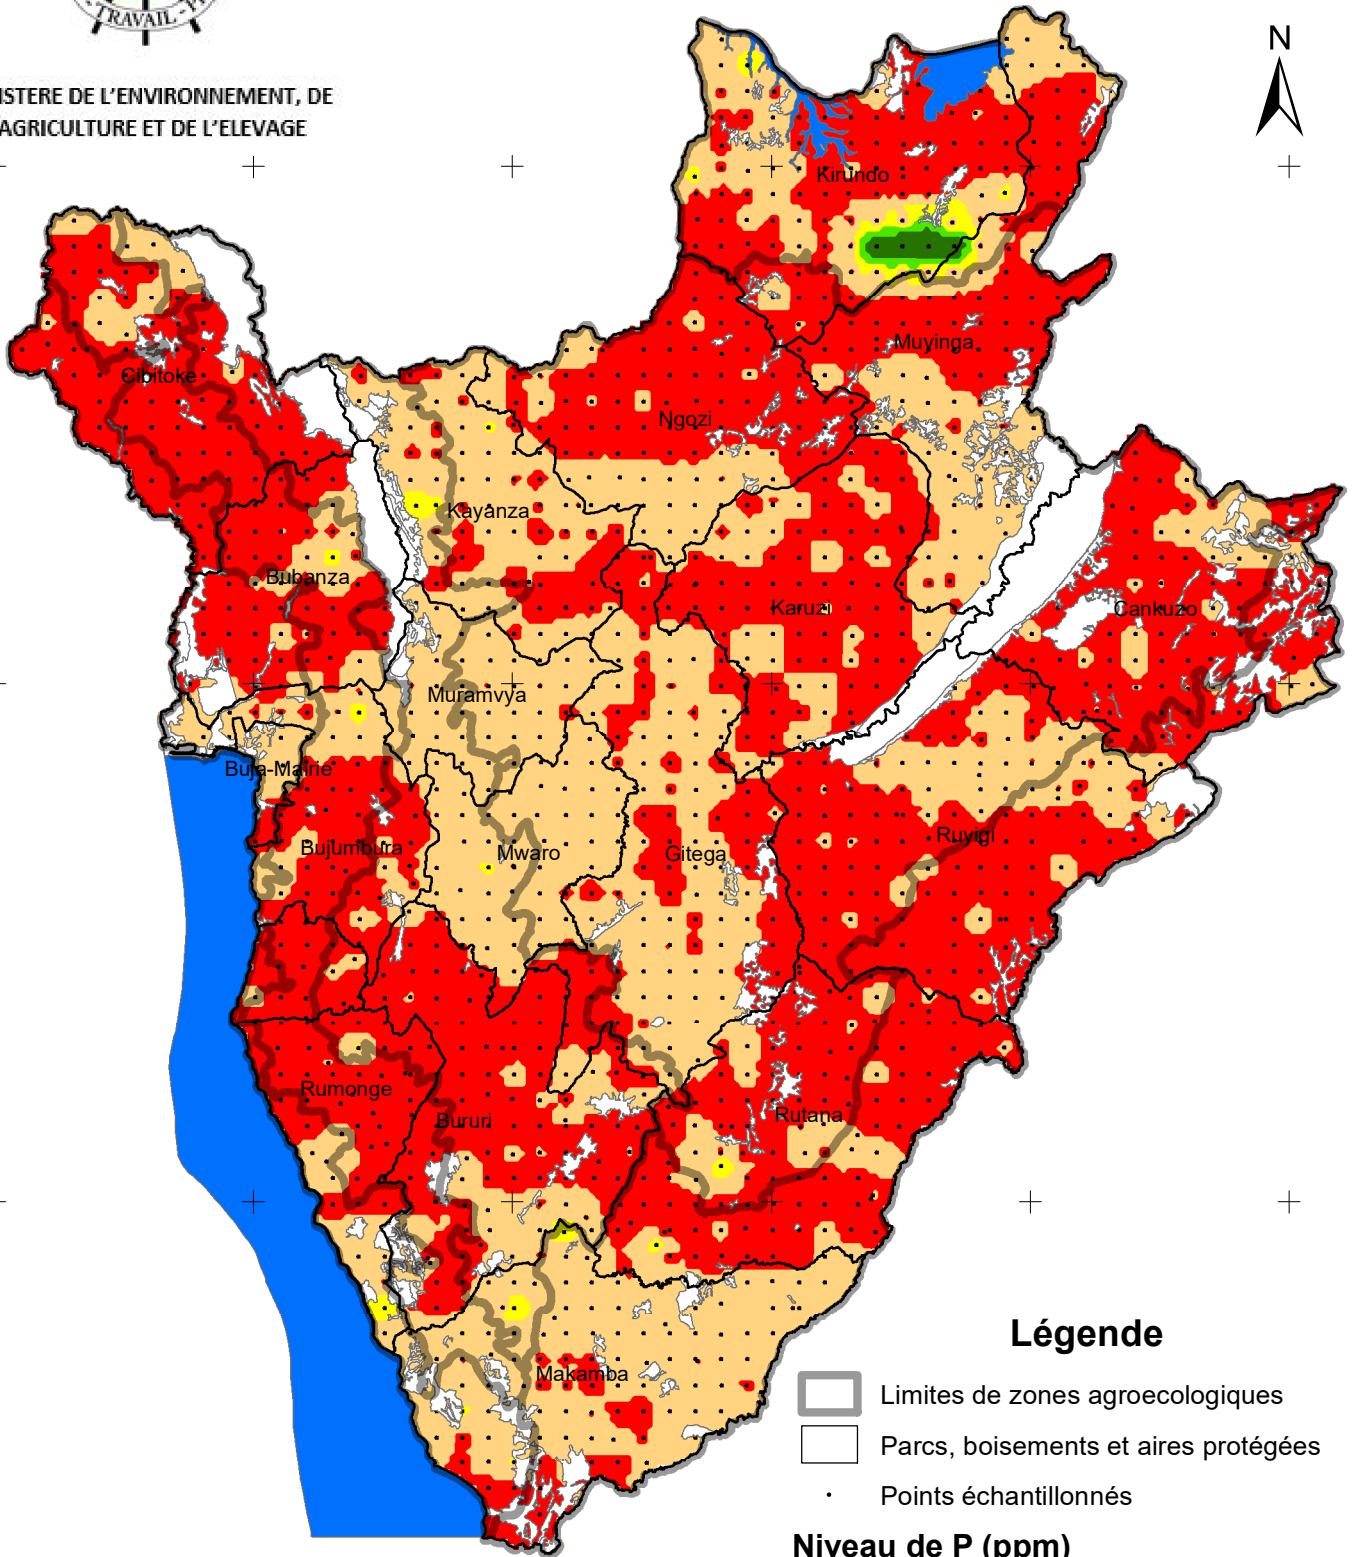 TRAVAIL
ISTERE DE L'ENVIRONNEMENT, DE
AGRICULTURE ET DE L'ELEVAGE
N
Kirundo
Muyinga
Cibitoke
Ngozi
Kayanza
Bubanza
Karuzi
Cankuzo
Muramvya
Buja-Mairie
Ruyigi
Bujumbura
Mwaro
Gitega
Rumonge
Rutana
Bururi
Makamba
Légende
Limites de zones agroecologiques
Parcs, boisements et aires protégées
Points échantillonnés
Niveau de P (ppm)